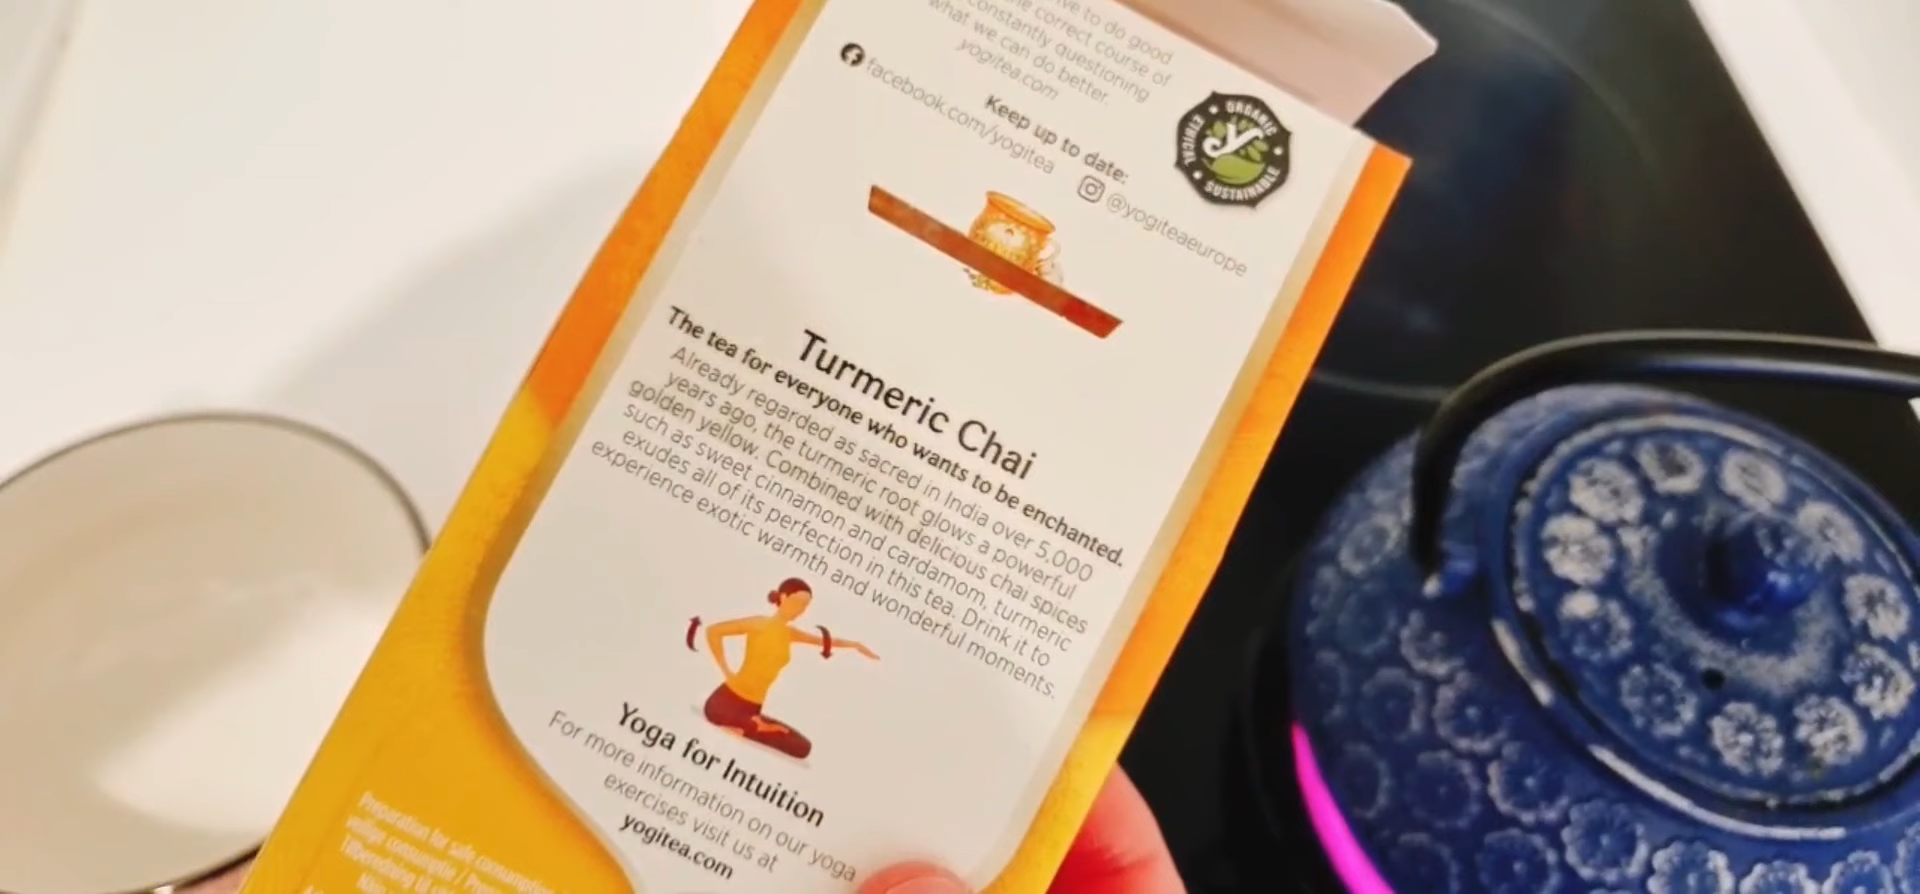 to do good
correct course of
constantly questioning
what we can do better.
yogitea.com
Keep up to date:
facebook.com/yogitea @yogiteaeurope
ORGANIC
ETHICAL
SUSTAINABLE
Turmeric Chai
The tea for everyone who wants to be enchanted.
Already regarded as sacred in India over 5,000
years ago, the turmeric root glows a powerful
golden yellow. Combined with delicious chai spices
such as sweet cinnamon and cardamom, turmeric
exudes all of its perfection in this tea. Drink it to
experience exotic warmth and wonderful moments.
Yoga for Intuition
For more information on our yoga
exercises visit us at
yogitea.com
Preparation for safe consumption